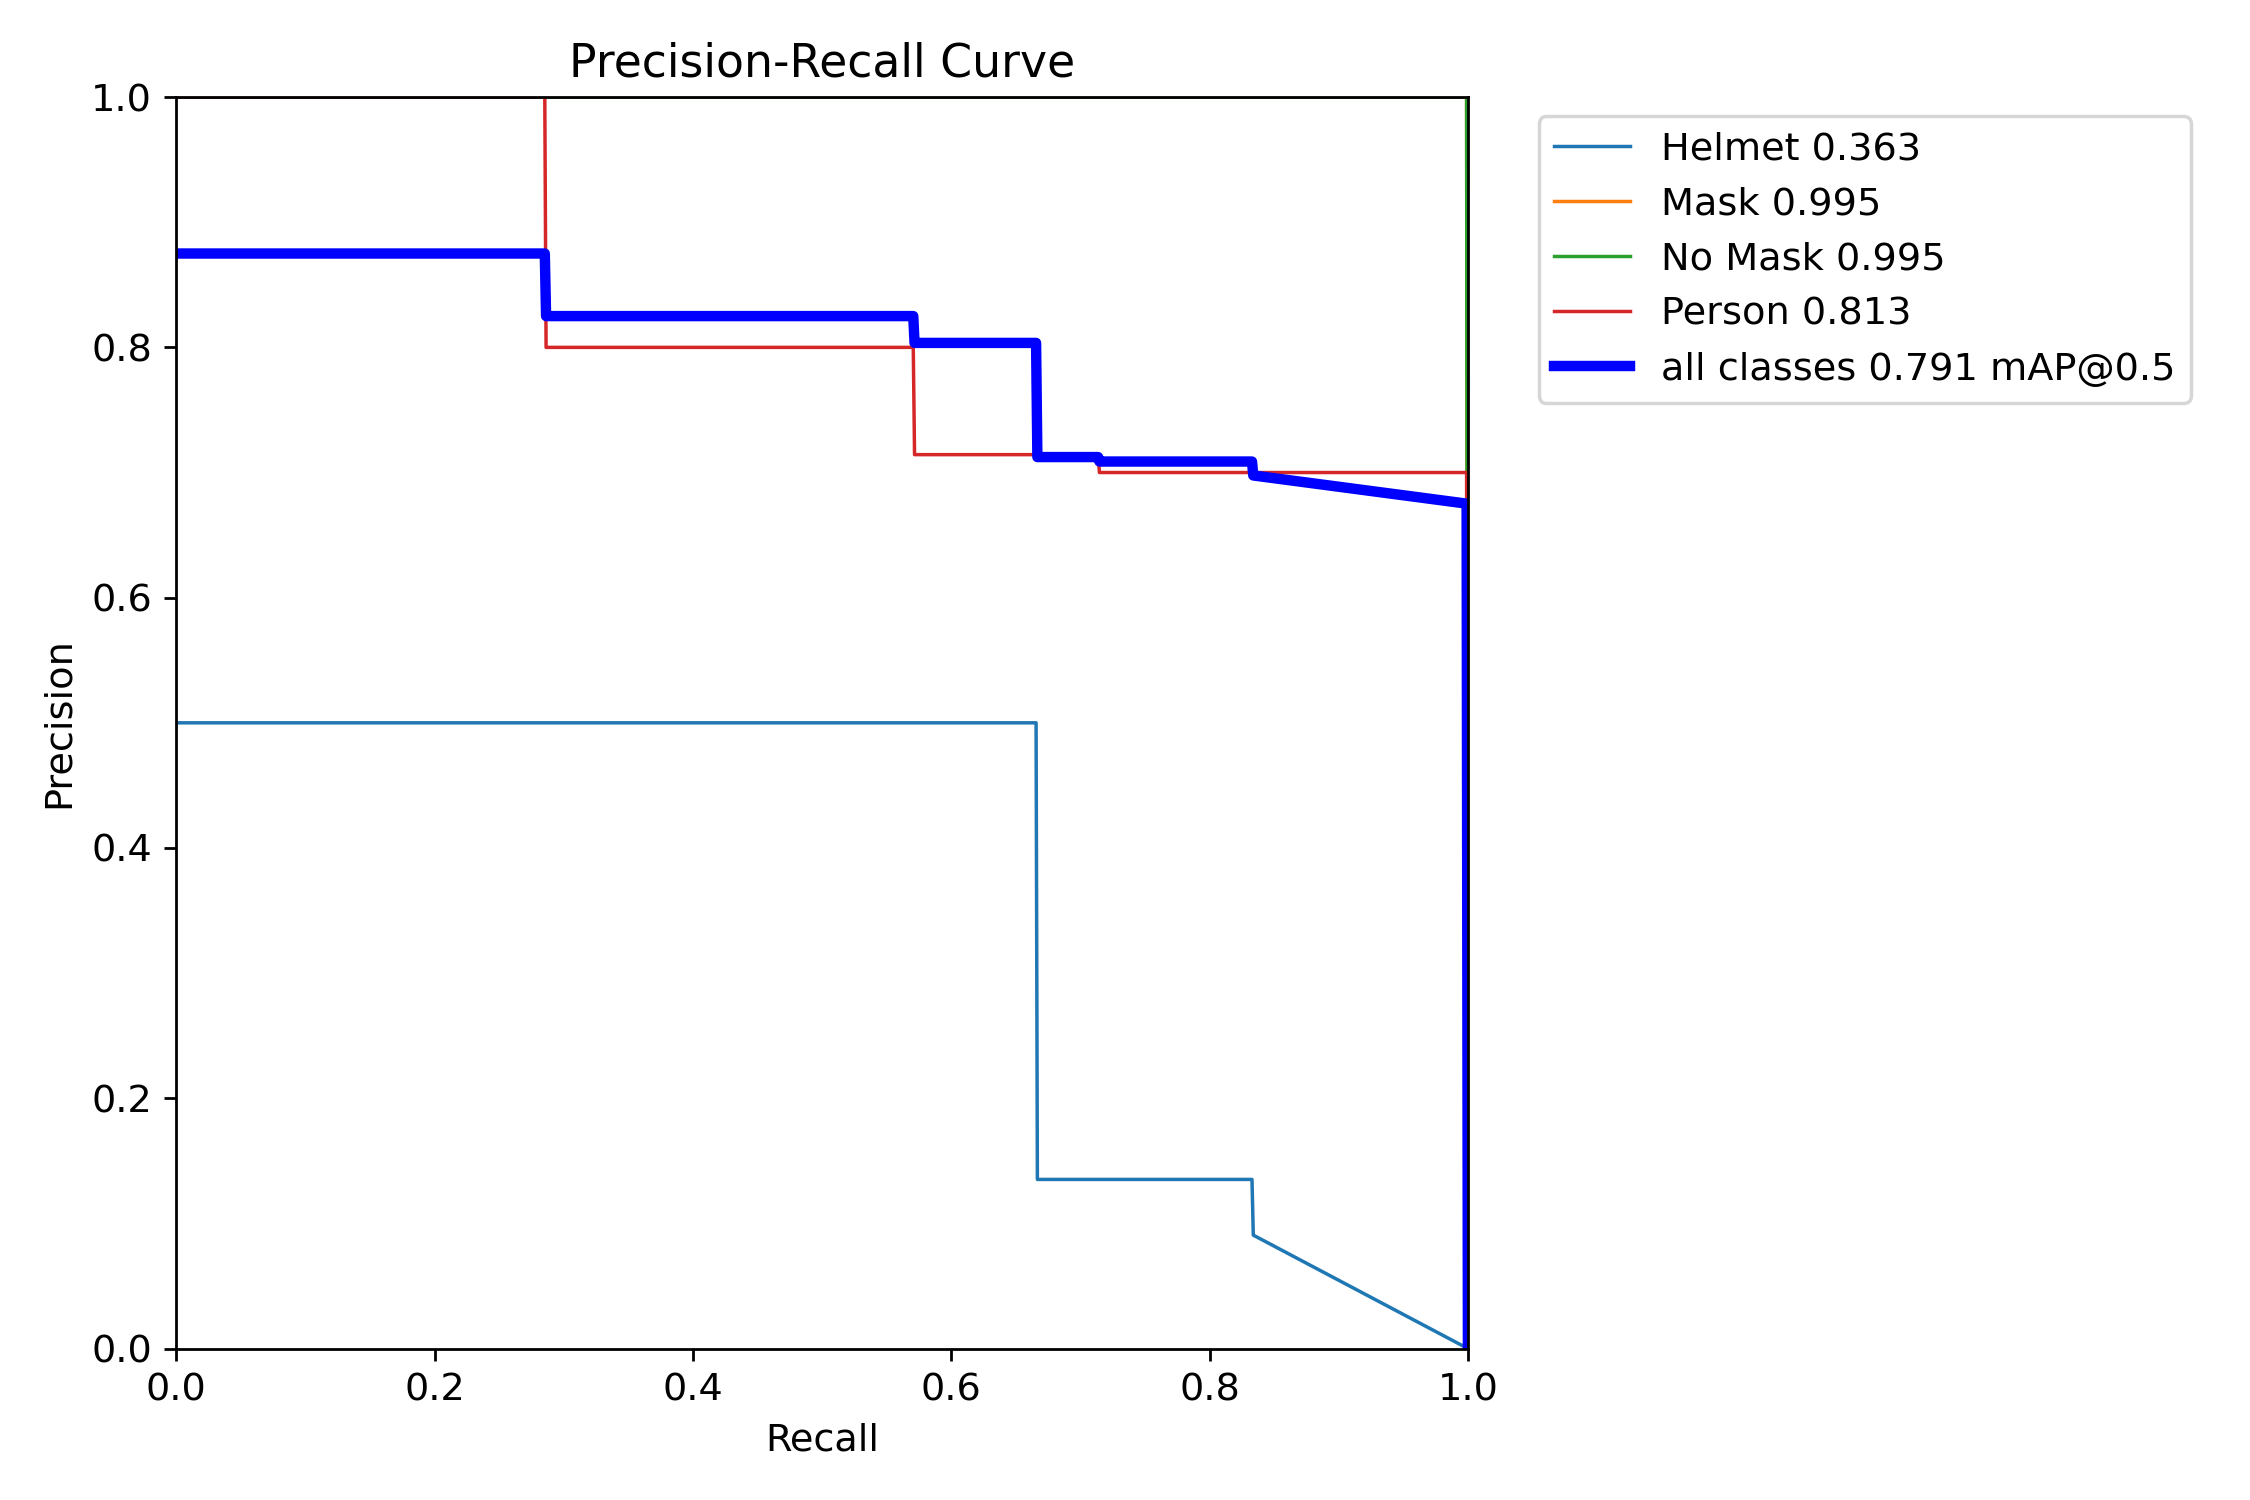 Precision-Recall Curve
1.0
0.8
0.6
0.4
0.2
0.0
Precision
0.0 0.2 0.4 0.6 0.8 1.0
Recall
Helmet 0.363
Mask 0.995
No Mask 0.995
Person 0.813
all classes 0.791 mAP@0.5